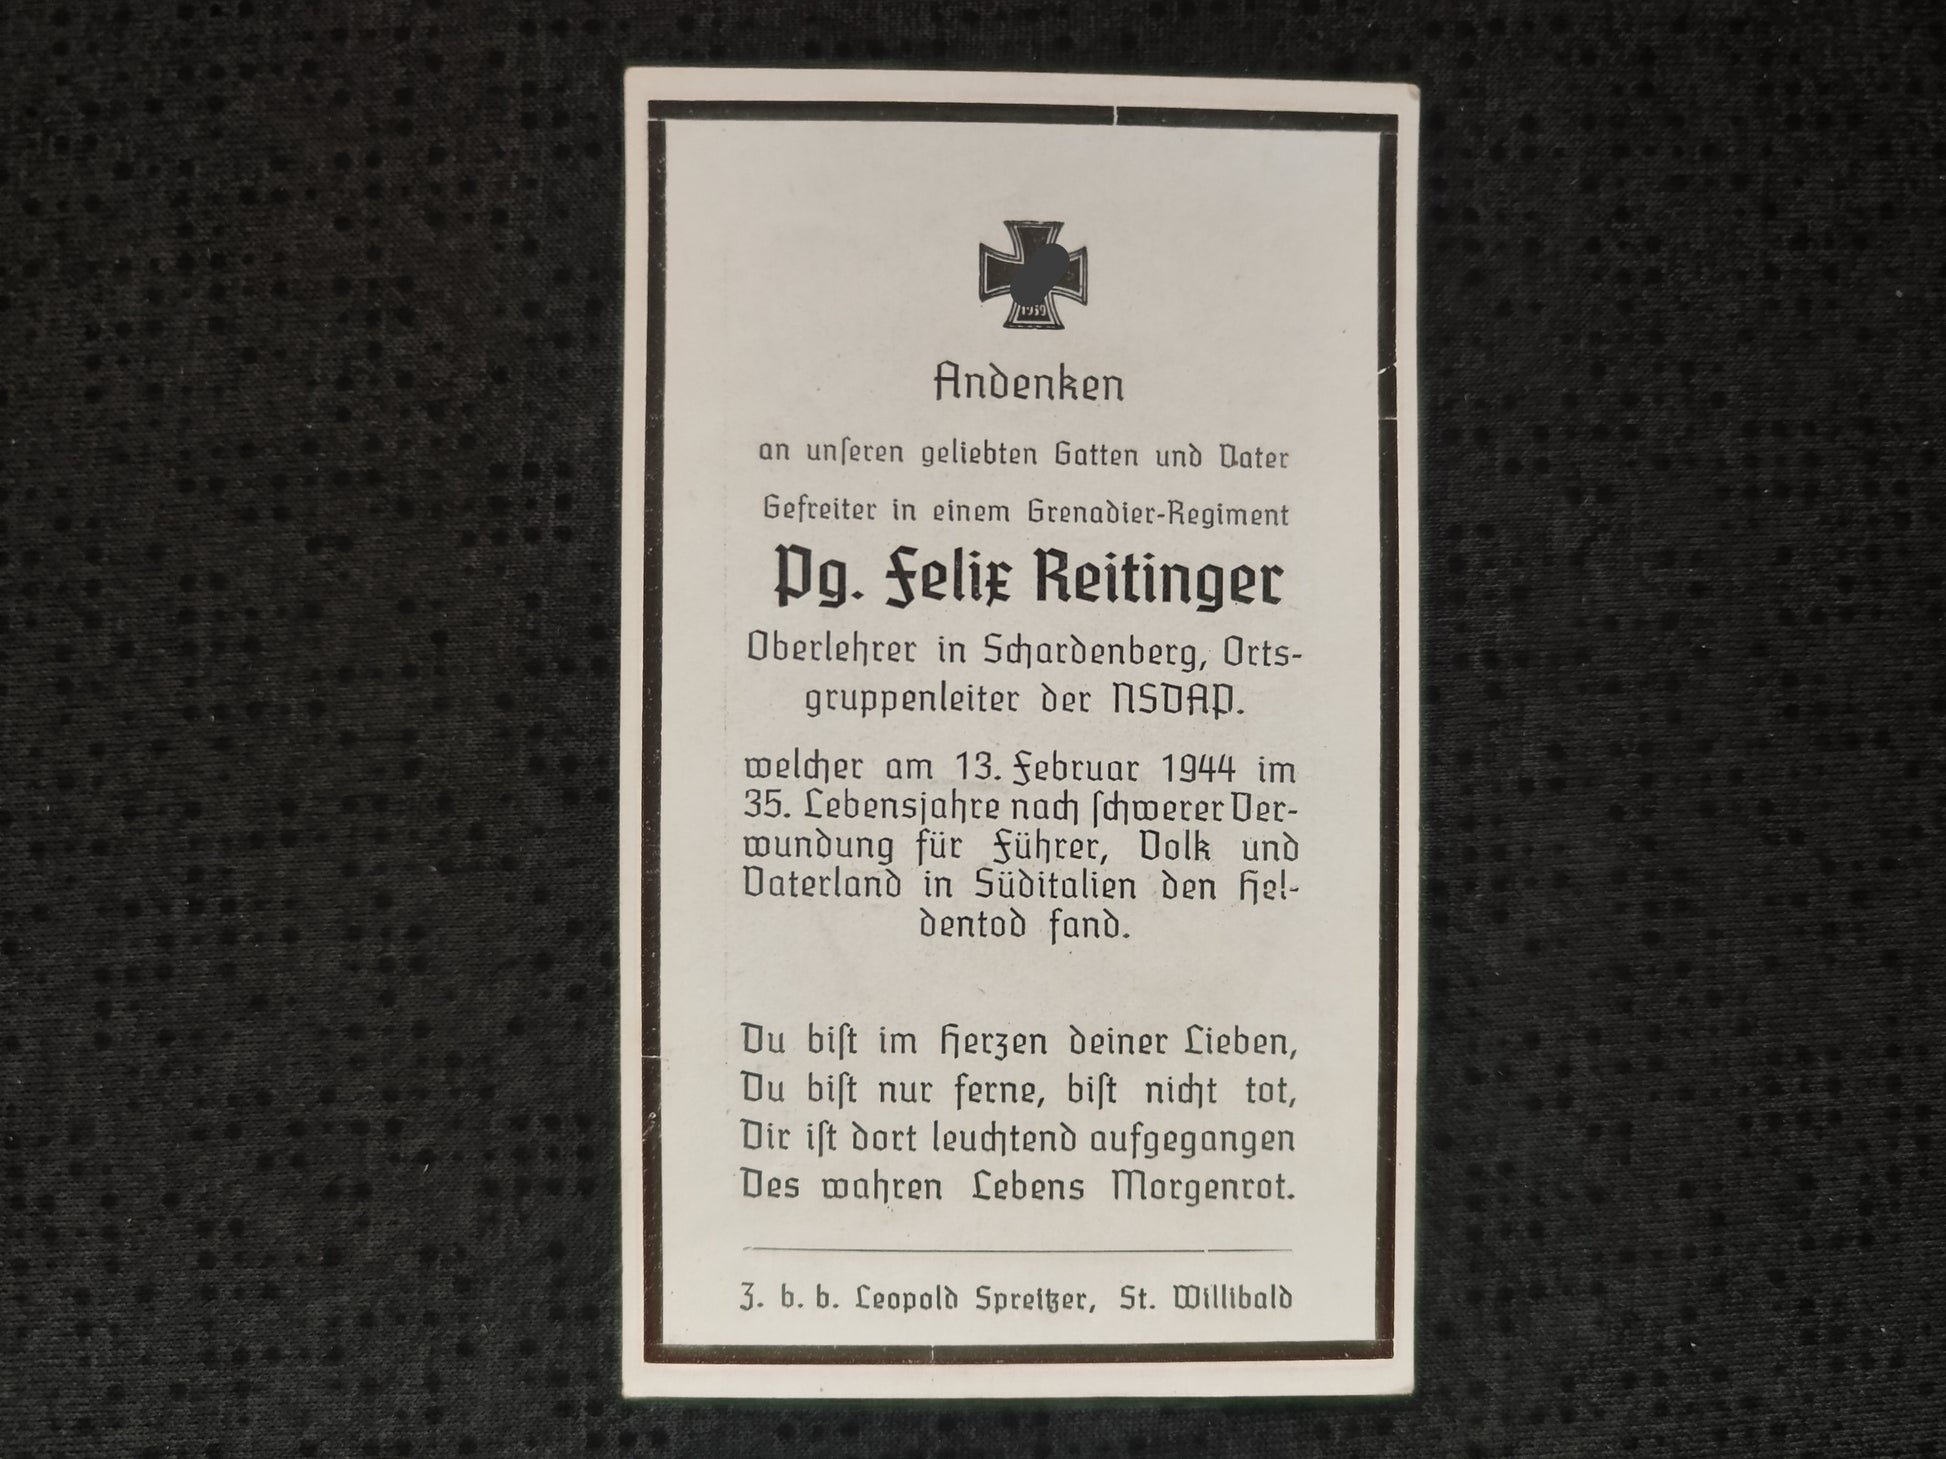 1939
Andenken
an unſeren geliebten Gatten und Vater
Gefreiter in einem Grenadier-Regiment
Pg. Felix Reitinger
Oberlehrer in Schardenberg, Orts-
gruppenleiter der NSDAP.
welcher am 13. Februar 1944 im
35. Lebensjahre nach ſchwerer Ver-
wundung für Führer, Volk und
Vaterland in Süditalien den Hel-
dentod fand.
Du biſt im Herzen deiner Lieben,
Du biſt nur ferne, biſt nicht tot,
Dir iſt dort leuchtend aufgegangen
Des wahren Lebens Morgenrot.
Z. b. b. Leopold Spreitzer, St. Willibald